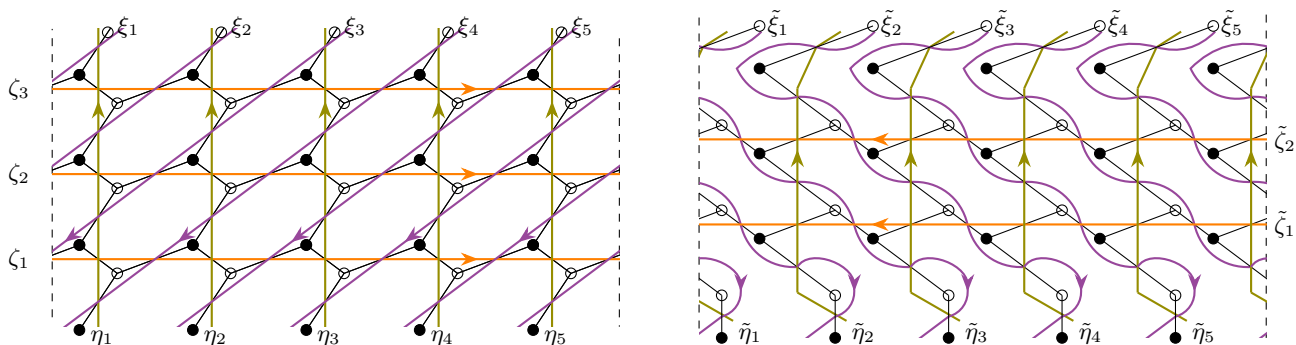 ξ₁ ξ₂ ξ₃ ξ₄ ξ₅
ζ₃
ζ₂
ζ₁
η₁ η₂ η₃ η₄ η₅
ξ̃₁ ξ̃₂ ξ̃₃ ξ̃₄ ξ̃₅
ζ̃₂
ζ̃₁
η̃₁ η̃₂ η̃₃ η̃₄ η̃₅